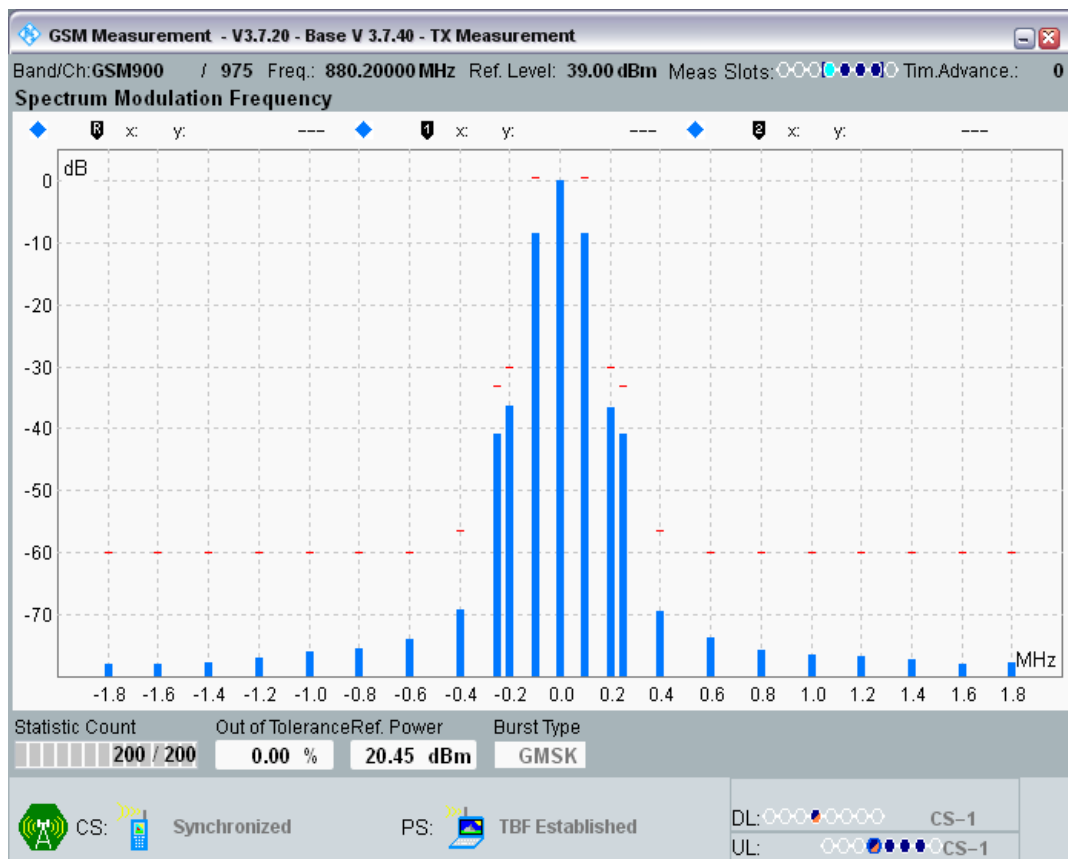 GSM Measurement - V3.7.20 - Base V 3.7.40 - TX Measurement
Band/Ch:GSM900 / 975 Freq.: 880.20000 MHz Ref. Level: 39.00 dBm Meas Slots: Tim.Advance.: 0
Spectrum Modulation Frequency
R x: y: --- 1 x: y: --- 2 x: y: ---
dB
0
-10
-20
-30
-40
-50
-60
-70
MHz
-1.8 -1.6 -1.4 -1.2 -1.0 -0.8 -0.6 -0.4 -0.2 0.0 0.2 0.4 0.6 0.8 1.0 1.2 1.4 1.6 1.8
Statistic Count Out of Tolerance Ref. Power Burst Type
200 / 200 0.00 % 20.45 dBm GMSK
CS: Synchronized PS: TBF Established
DL: CS-1
UL: CS-1